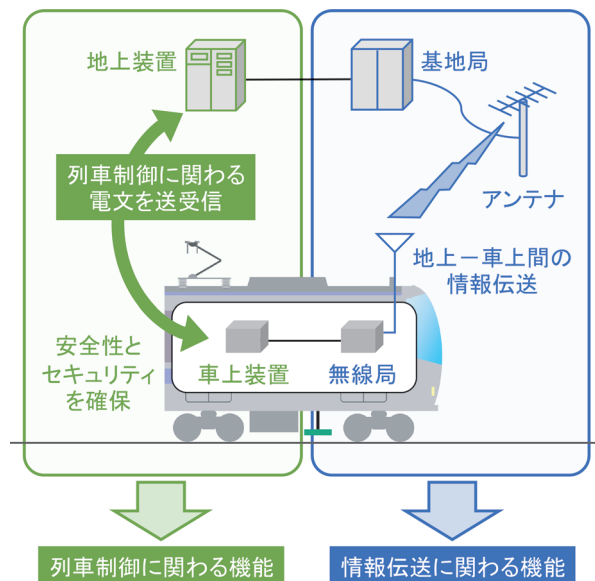 地上装置
基地局
列車制御に関わる
電文を送受信
アンテナ
地上－車上間の
情報伝送
安全性と
セキュリティ
を確保
車上装置
無線局
列車制御に関わる機能
情報伝送に関わる機能